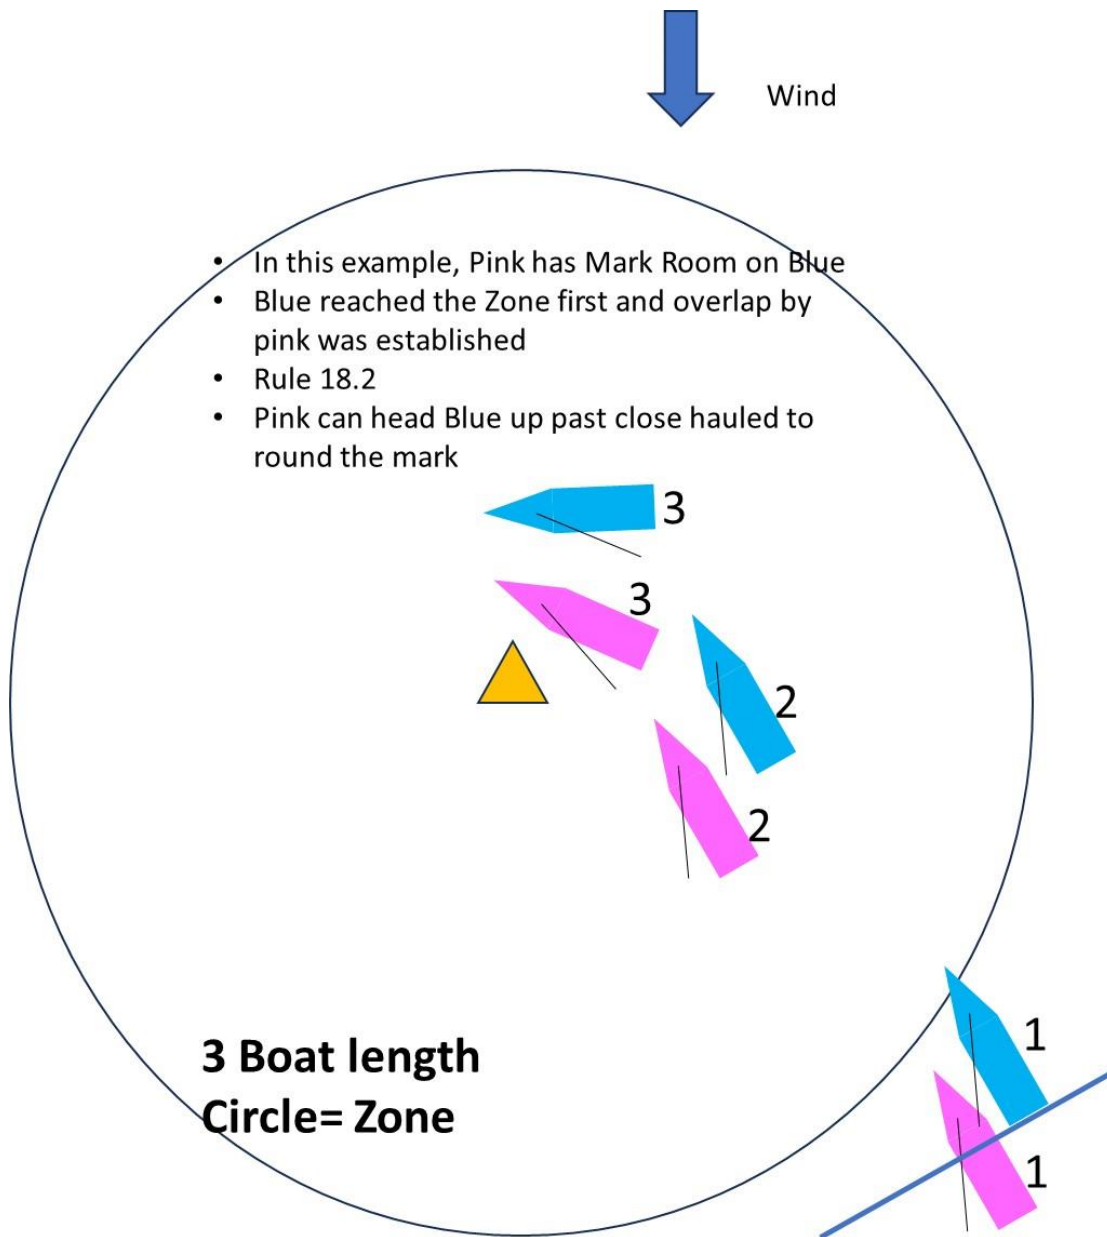 Wind
• In this example, Pink has Mark Room on Blue
• Blue reached the Zone first and overlap by
pink was established
• Rule 18.2
• Pink can head Blue up past close hauled to
round the mark
3
3
2
2
3 Boat length
Circle= Zone
1
1